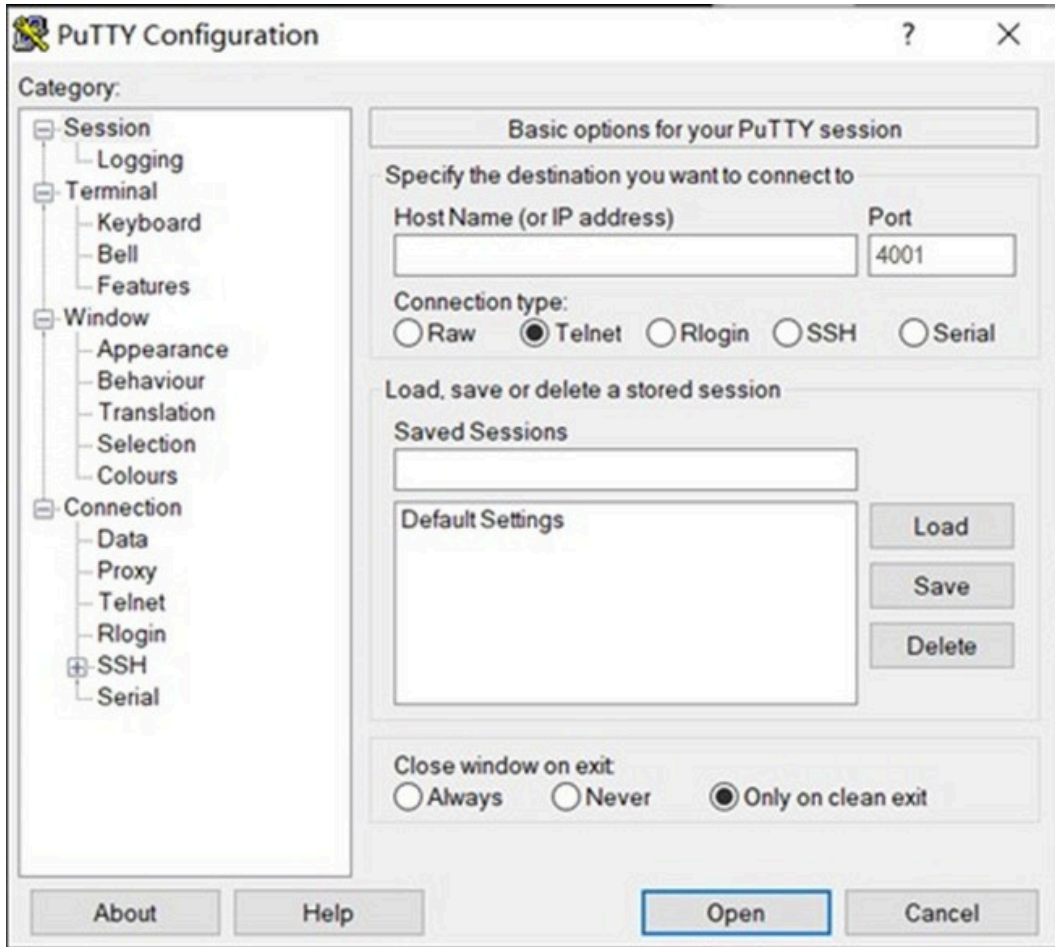 PuTTY Configuration
?
Category:
Session
Logging
Terminal
Keyboard
Bell
Features
Window
Appearance
Behaviour
Translation
Selection
Colours
Connection
Data
Proxy
Telnet
Rlogin
SSH
Serial
Basic options for your PuTTY session
Specify the destination you want to connect to
Host Name (or IP address) Port
4001
Connection type:
Raw Telnet Rlogin SSH Serial
Load, save or delete a stored session
Saved Sessions
Default Settings
Load
Save
Delete
Close window on exit:
Always Never Only on clean exit
About Help Open Cancel